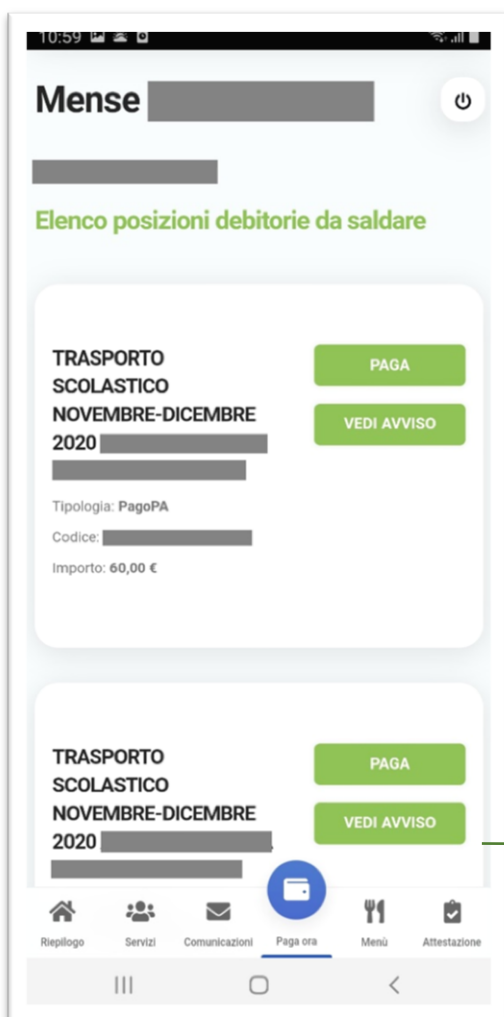 10:59
Mense
Elenco posizioni debitorie da saldare
TRASPORTO
SCOLASTICO
NOVEMBRE-DICEMBRE
2020
PAGA
VEDI AVVISO
Tipologia: PagoPA
Codice:
Importo: 60,00 €
TRASPORTO
SCOLASTICO
NOVEMBRE-DICEMBRE
2020
PAGA
VEDI AVVISO
Riepilogo Servizi Comunicazioni Paga ora Menù Attestazione